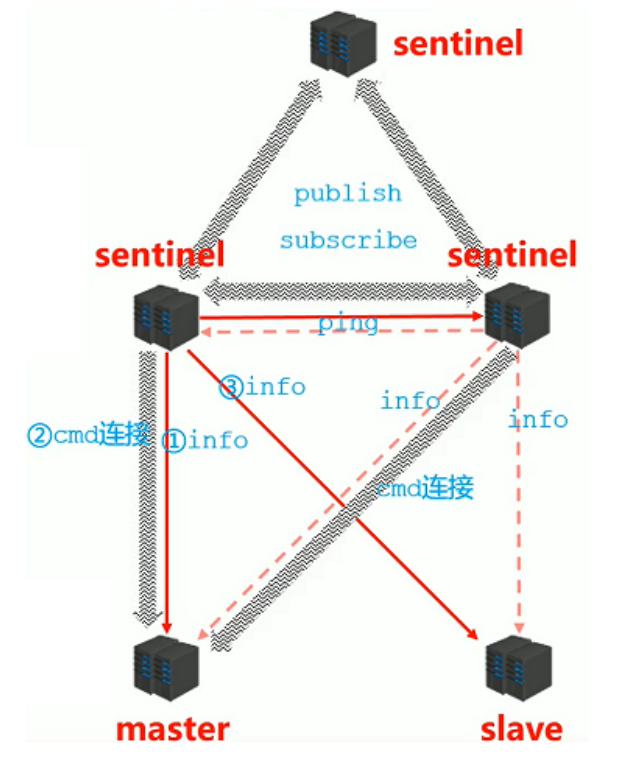 sentinel
publish
subscribe
sentinel
sentinel
ping
③info
info
info
②cmd连接
①info
cmd连接
master
slave